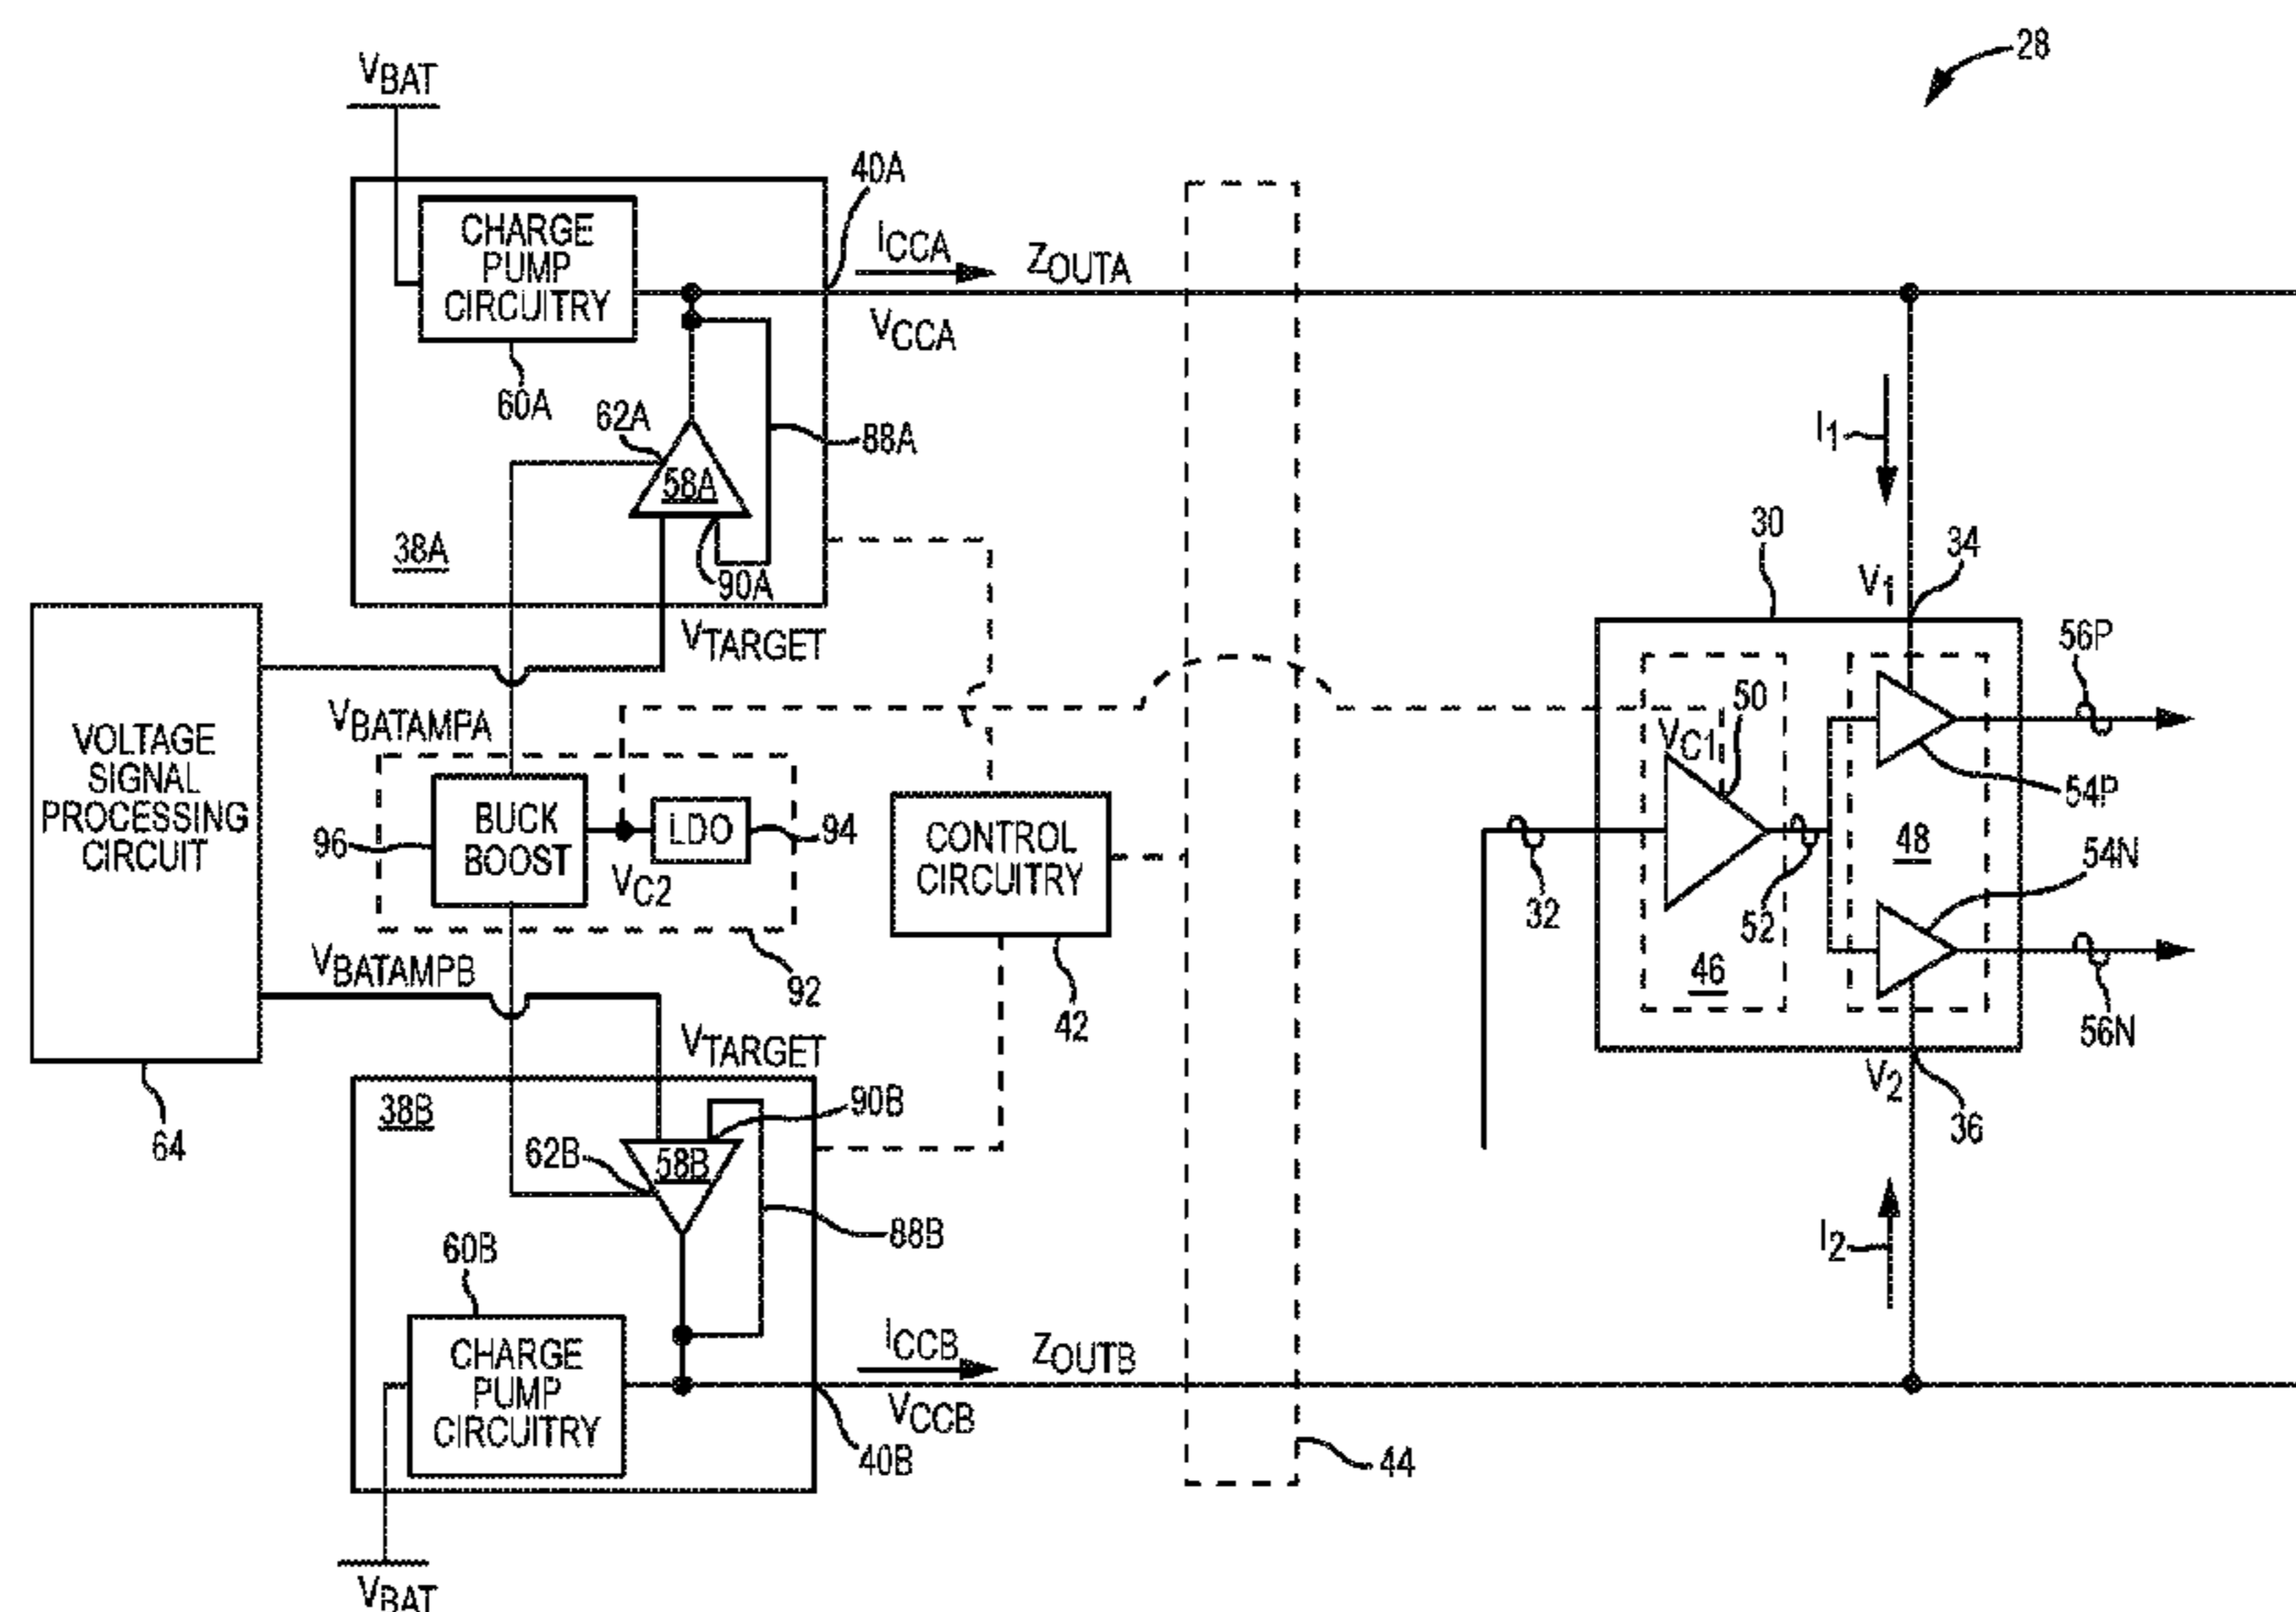 28
VBAT
40A
CHARGE
PUMP
CIRCUITRY
ICCA
ZOUTA
VCCA
60A
62A
58A
88A
I1
38A
90A
30
34
V1
VTARGET
56P
VOLTAGE
SIGNAL
PROCESSING
CIRCUIT
VBATAMPA
50
VC1
54P
BUCK
BOOST
LDO
94
96
VC2
CONTROL
CIRCUITRY
48
54N
32
52
46
VBATAMPB
92
42
56N
VTARGET
V2
38B
90B
36
64
62B
58B
88B
I2
60B
ICCB
ZOUTB
CHARGE
PUMP
CIRCUITRY
VCCB
40B
44
VBAT